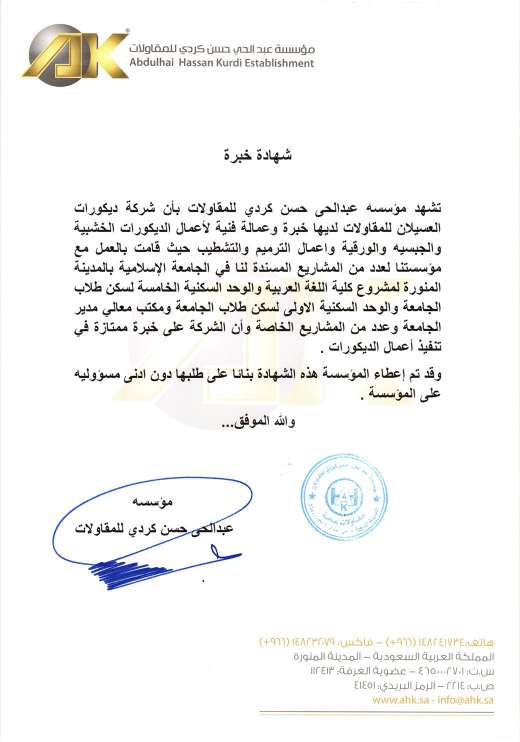 AK
مؤسسة عبد الحي حسن كردي للمقاولات
Abdulhai Hassan Kurdi Establishment
شهادة خبرة
تشهد مؤسسه عبدالحى حسن كردي للمقاولات بأن شركة ديكورات
العسيلان للمقاولات لديها خبرة وعمالة فنية لأعمال الديكورات الخشبية
والجبسيه والورقية واعمال الترميم والتشطيب حيث قامت بالعمل مع
مؤسستنا لعدد من المشاريع المسندة لنا في الجامعة الإسلامية بالمدينة
المنورة لمشروع كلية اللغة العربية والوحد السكنية الخامسة لسكن طلاب
الجامعة والوحد السكنية الاولى لسكن طلاب الجامعة ومكتب معالي مدير
الجامعة وعدد من المشاريع الخاصة وأن الشركة على خبرة ممتازة في
تنفيذ أعمال الديكورات .
وقد تم إعطاء المؤسسة هذه الشهادة بنائا على طلبها دون ادنى مسؤوليه
على المؤسسة .
والله الموفق...
مؤسسه
عبدالحى حسن كردي للمقاولات
هاتف: ١٤٨٢٤١٧٣٤ (٩٦٦+) – فاكس: ١٤٨٢٣٢٠٧٩ (٩٦٦+)
المملكة العربية السعودية – المدينة المنورة
س.ت: ٤٦٥٠٠٠٢٧٠١ – عضوية الغرفة: ١١٢٤١٣
ص.ب: ٢٢١٤ – الرمز البريدي: ٤١٤٥١
www.ahk.sa - info@ahk.sa